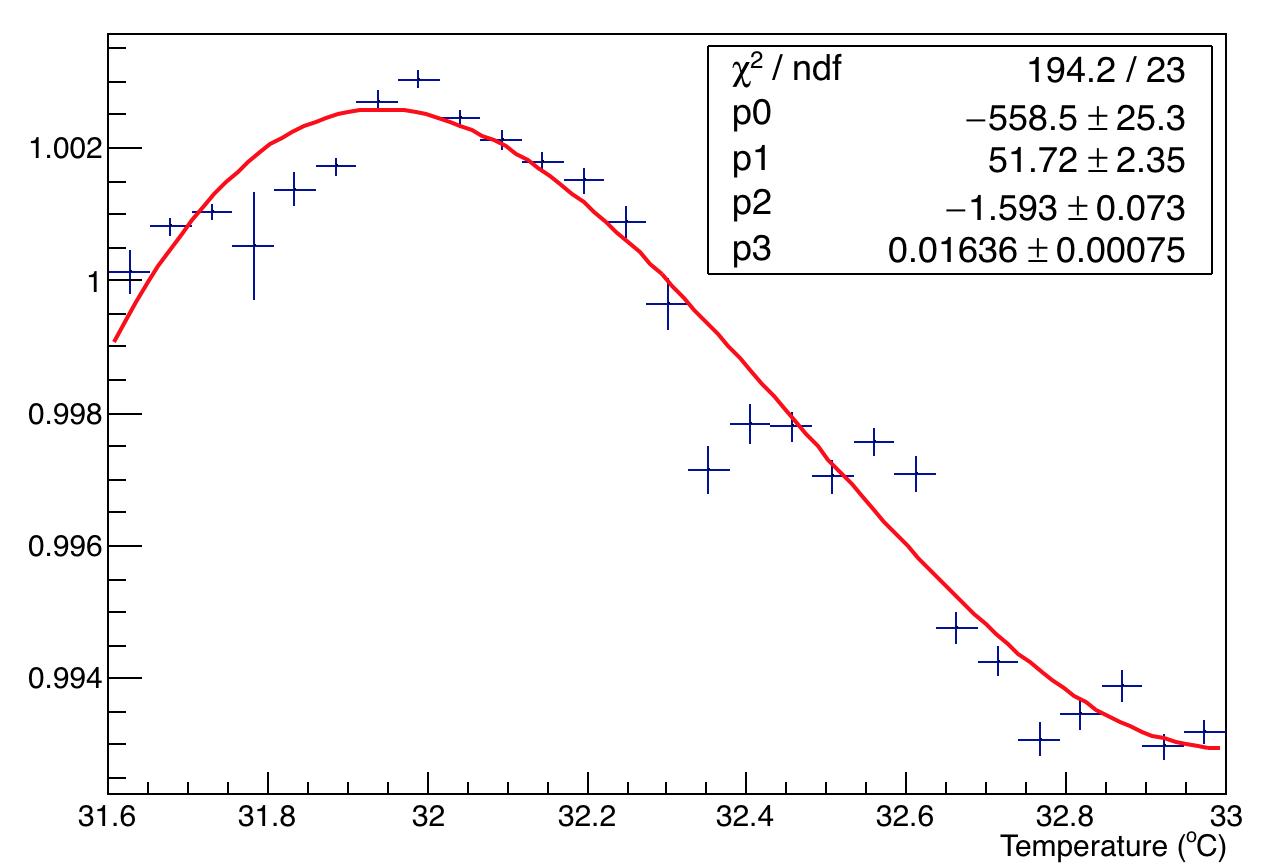 χ² / ndf 194.2 / 23
p0 −558.5 ± 25.3
p1 51.72 ± 2.35
p2 −1.593 ± 0.073
p3 0.01636 ± 0.00075
1.002
1
0.998
0.996
0.994
31.6 31.8 32 32.2 32.4 32.6 32.8 33
Temperature (°C)